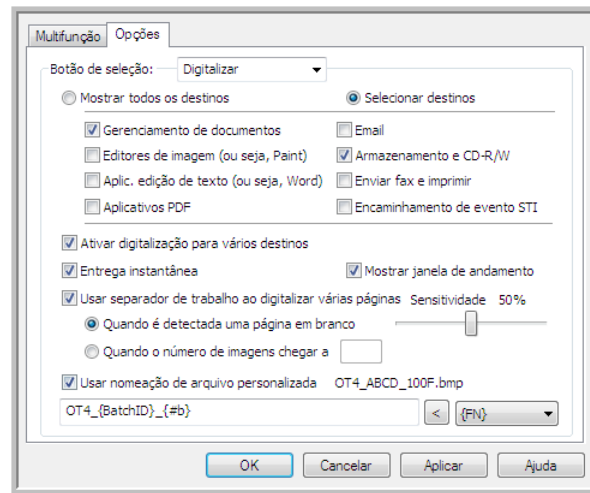 Multifunção Opções
Botão de seleção: Digitalizar
Mostrar todos os destinos Selecionar destinos
Gerenciamento de documentos Email
Editores de imagem (ou seja, Paint) Armazenamento e CD-R/W
Aplic. edição de texto (ou seja, Word) Enviar fax e imprimir
Aplicativos PDF Encaminhamento de evento STI
Ativar digitalização para vários destinos
Entrega instantânea Mostrar janela de andamento
Usar separador de trabalho ao digitalizar várias páginas Sensitividade 50%
Quando é detectada uma página em branco
Quando o número de imagens chegar a
Usar nomeação de arquivo personalizada OT4_ABCD_100F.bmp
OT4_{BatchID}_{#b} < {FN}
OK Cancelar Aplicar Ajuda